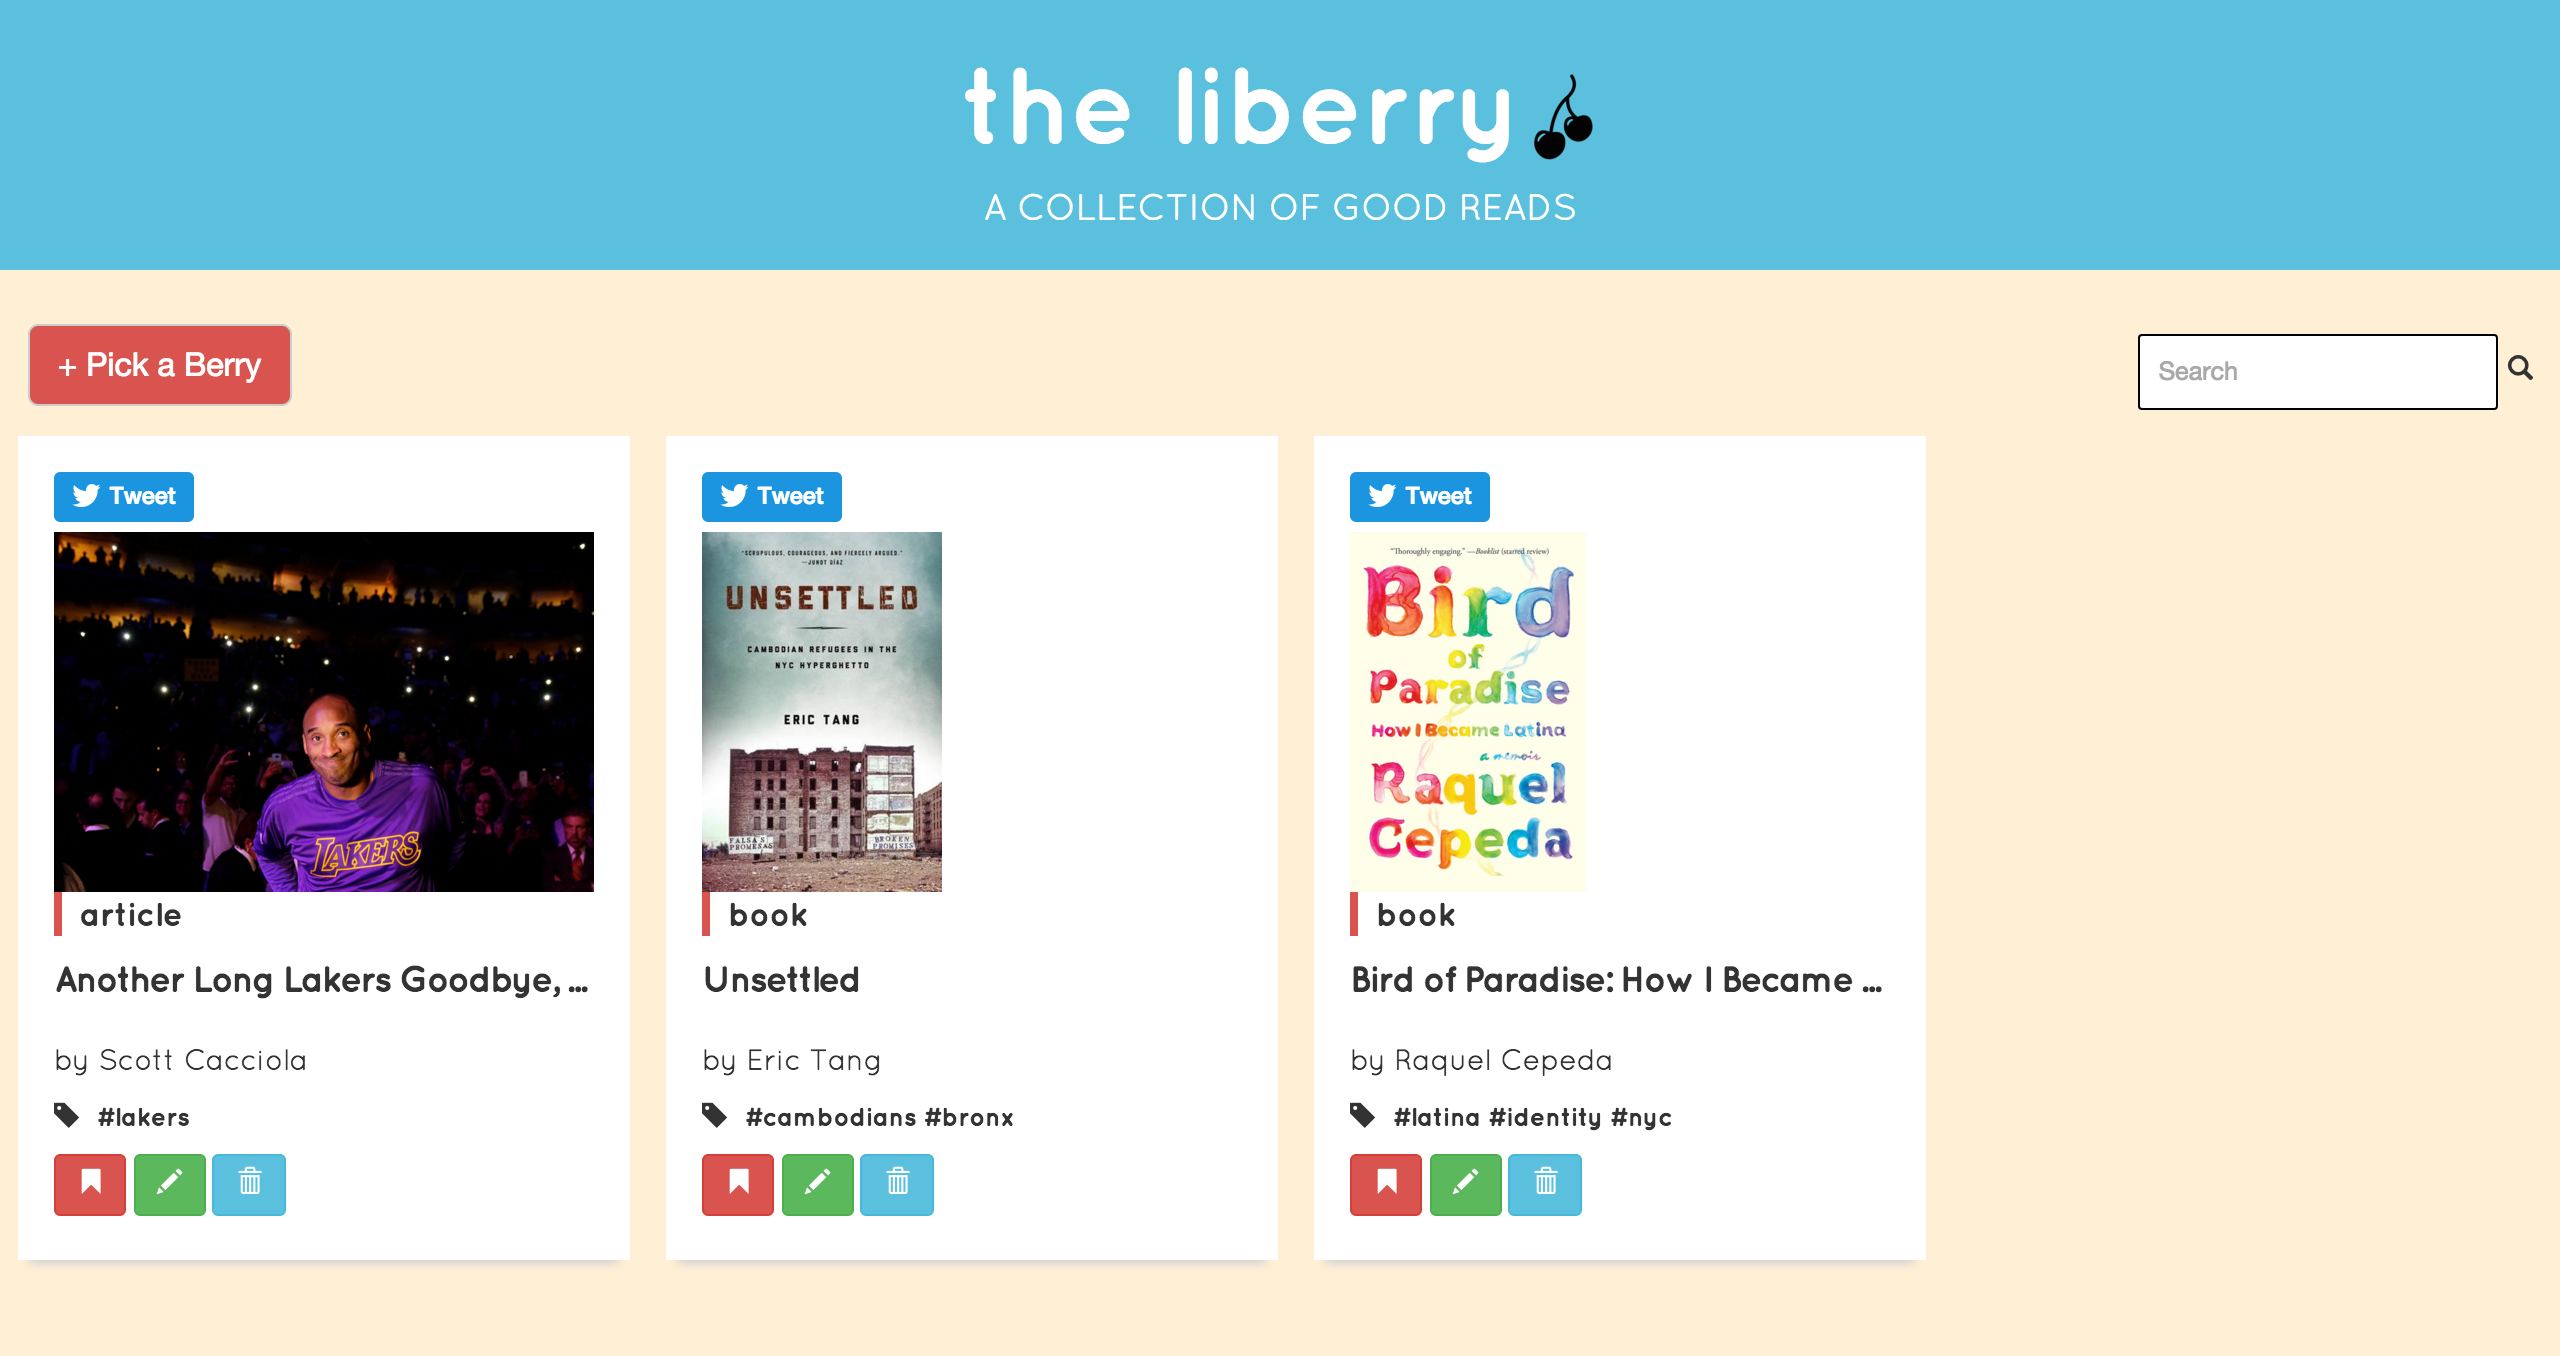 the liberry
A COLLECTION OF GOOD READS
+ Pick a Berry
Search
Tweet
LAKERS
article
Another Long Lakers Goodbye, ...
by Scott Cacciola
#lakers
Tweet
"SCRUPULOUS, COURAGEOUS, AND FIERCELY ARGUED."
—JUNOT DÍAZ
UNSETTLED
CAMBODIAN REFUGEES IN THE
NYC HYPERGHETTO
ERIC TANG
FALSAS
PROMESAS
BROKEN
PROMISES
book
Unsettled
by Eric Tang
#cambodians #bronx
Tweet
"Thoroughly engaging." —Booklist (starred review)
Bird
of
Paradise
How I Became Latina
a memoir
Raquel
Cepeda
book
Bird of Paradise: How I Became ...
by Raquel Cepeda
#latina #identity #nyc